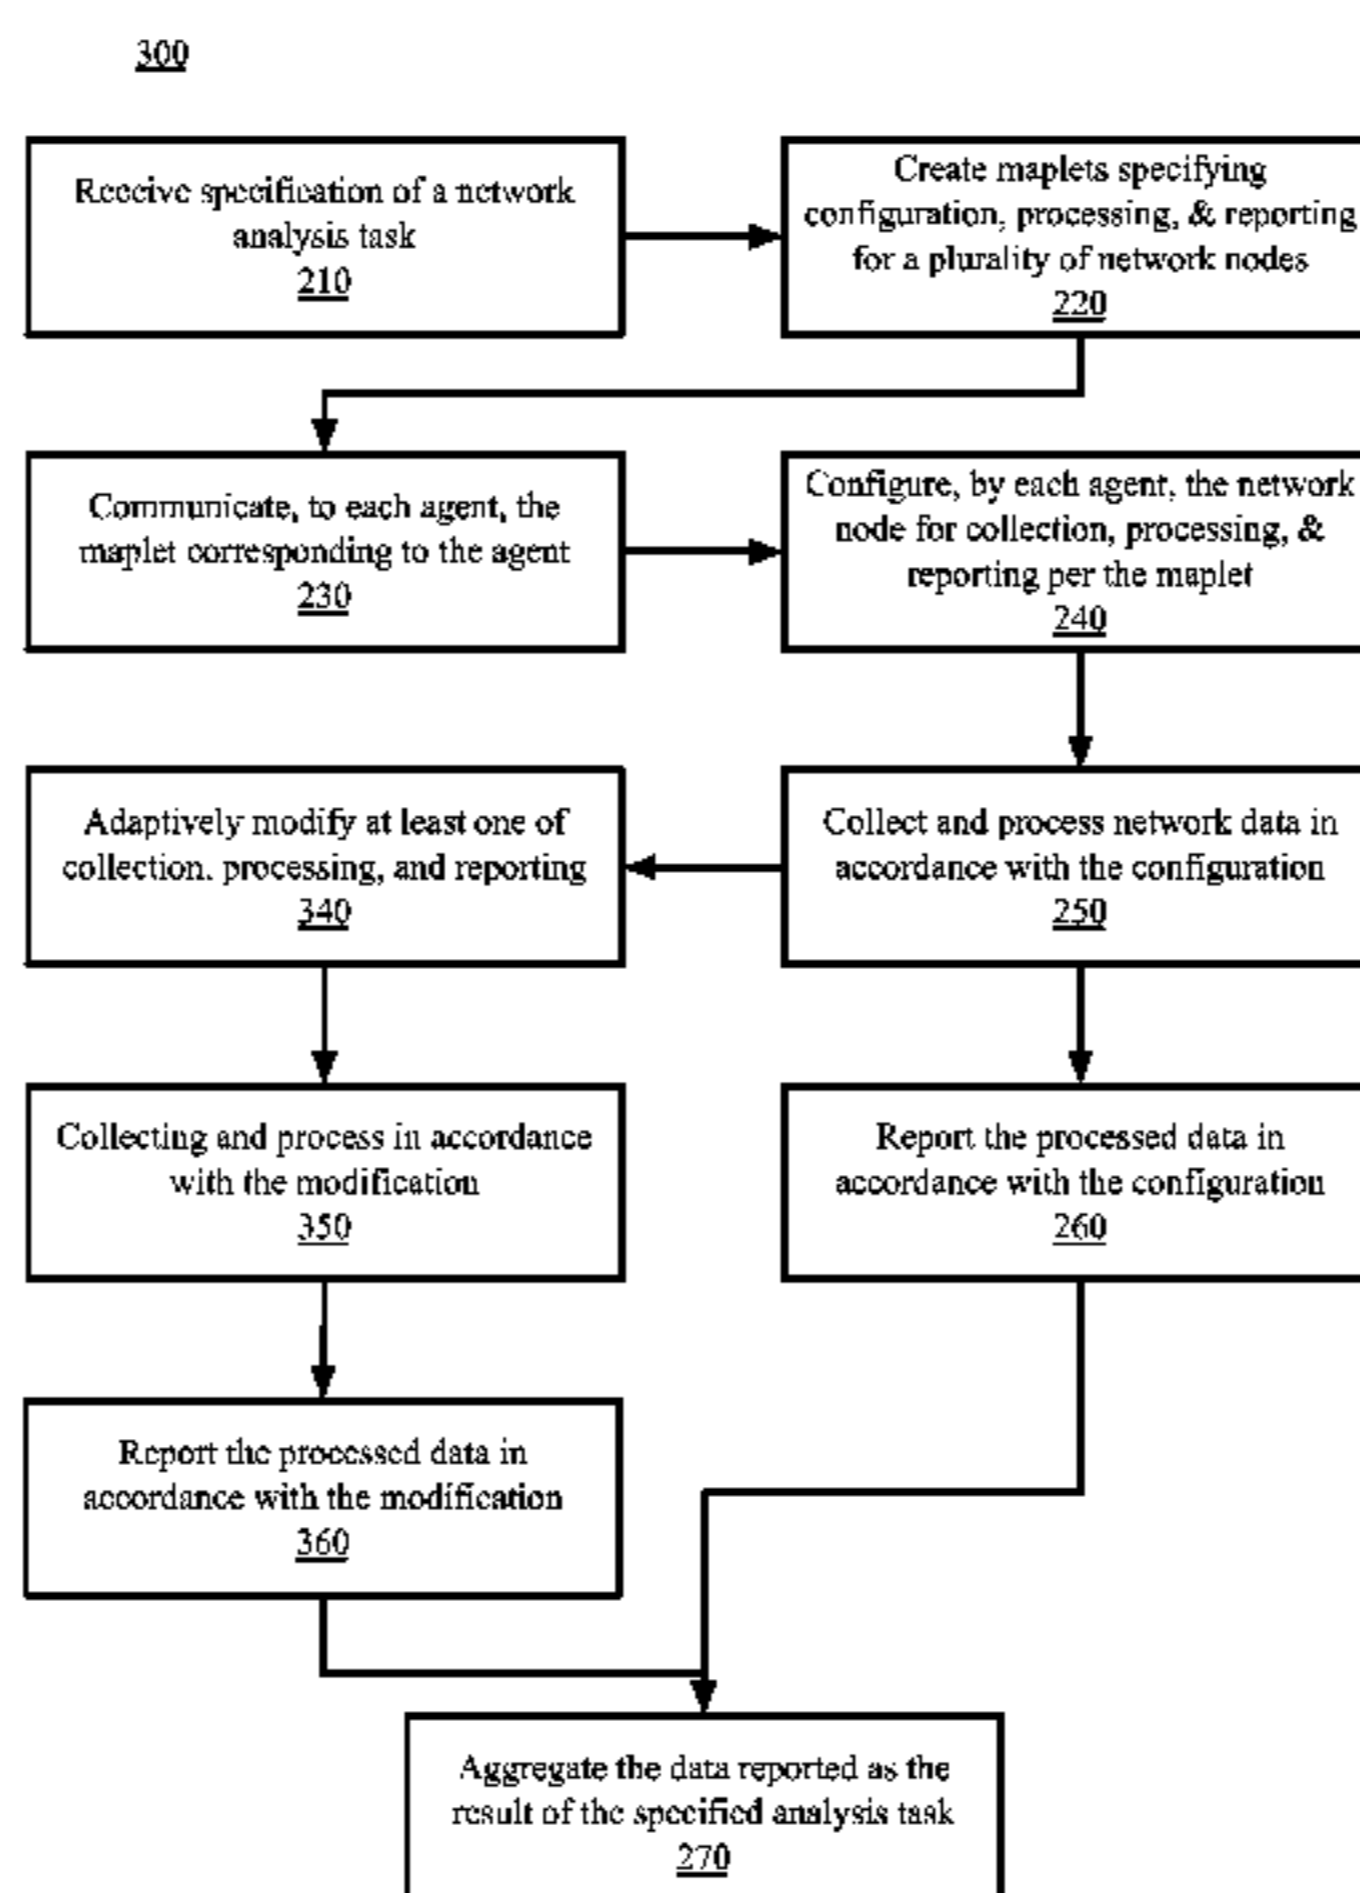 300
Receive specification of a network
analysis task
210
Create maplets specifying
configuration, processing, & reporting
for a plurality of network nodes
220
Communicate, to each agent, the
maplet corresponding to the agent
230
Configure, by each agent, the network
node for collection, processing, &
reporting per the maplet
240
Adaptively modify at least one of
collection, processing, and reporting
340
Collect and process network data in
accordance with the configuration
250
Collecting and process in accordance
with the modification
350
Report the processed data in
accordance with the configuration
260
Report the processed data in
accordance with the modification
360
Aggregate the data reported as the
result of the specified analysis task
270